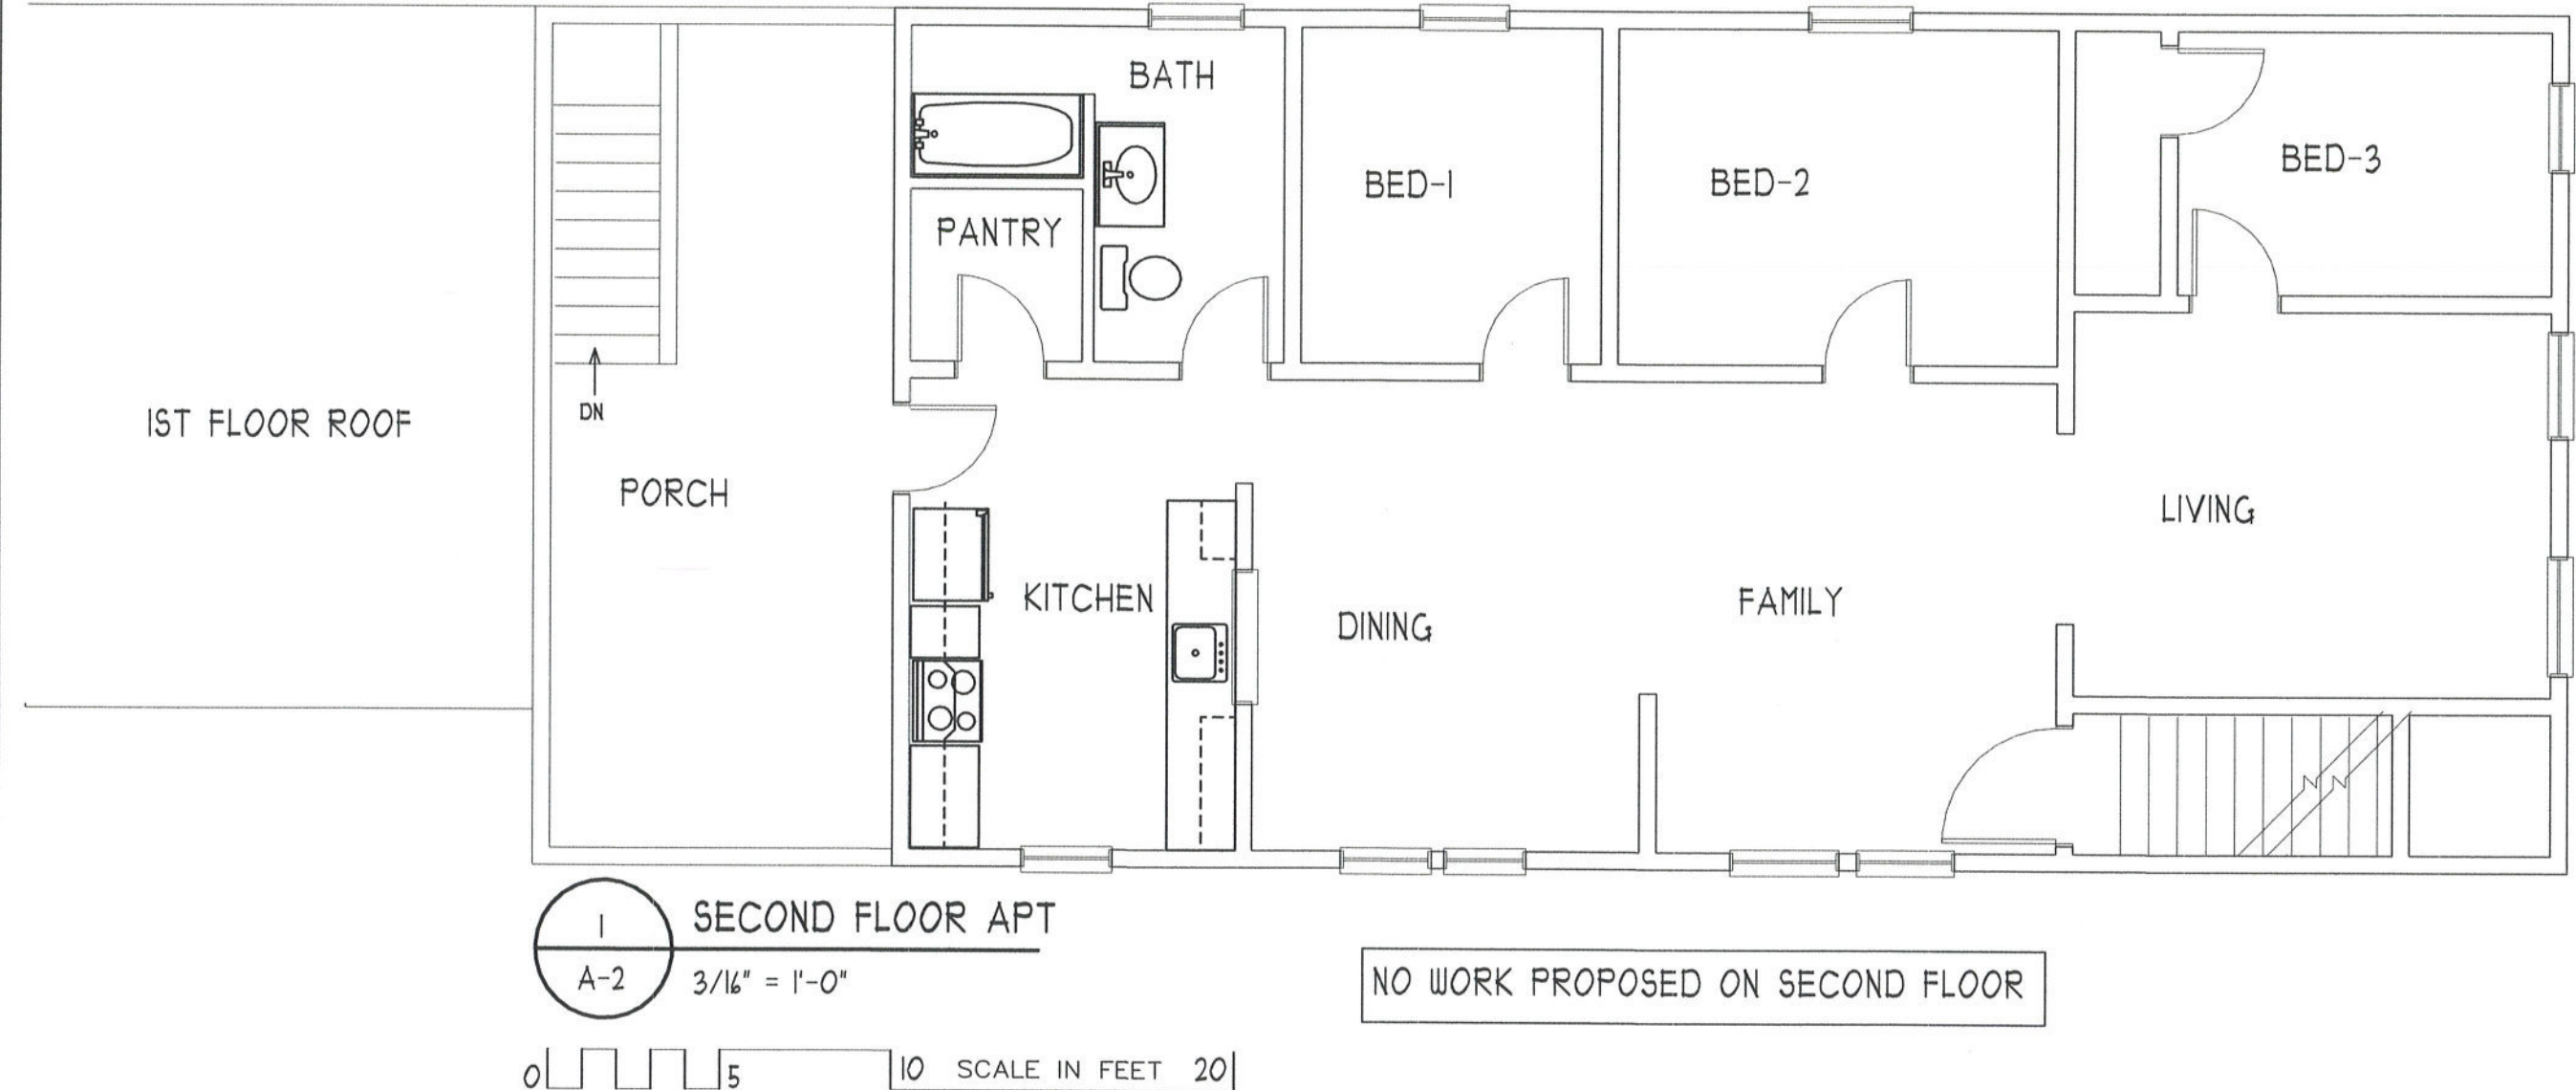 BATH
BED-1
BED-2
BED-3
PANTRY
1ST FLOOR ROOF
DN
PORCH
KITCHEN
DINING
FAMILY
LIVING
1
A-2
SECOND FLOOR APT
3/16" = 1'-0"
NO WORK PROPOSED ON SECOND FLOOR
0 5 10 SCALE IN FEET 20